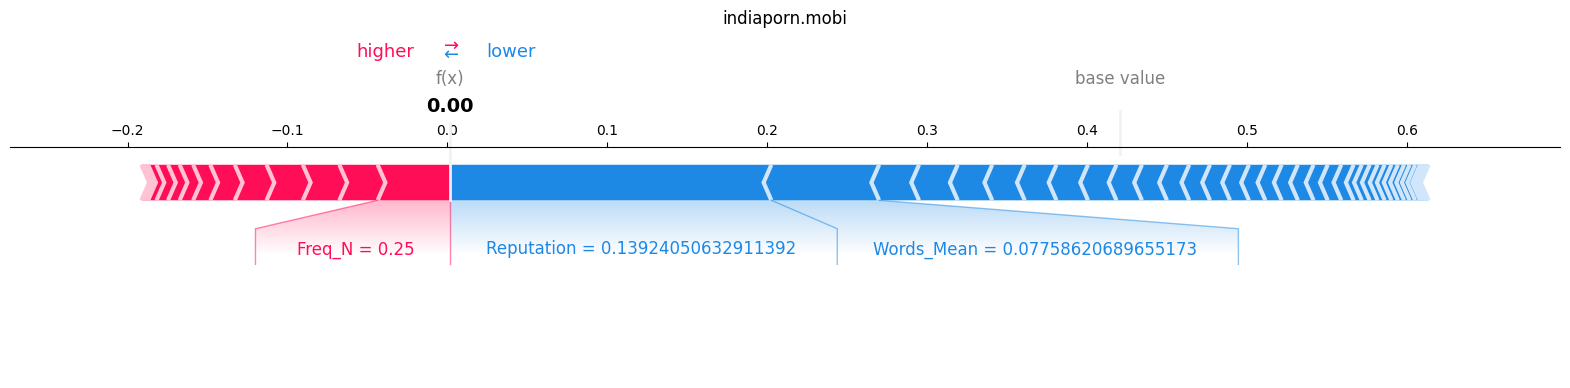 indiaporn.mobi
higher ⇄ lower
f(x) base value
0.00
−0.2 −0.1 0.0 0.1 0.2 0.3 0.4 0.5 0.6
Freq_N = 0.25 Reputation = 0.13924050632911392 Words_Mean = 0.07758620689655173